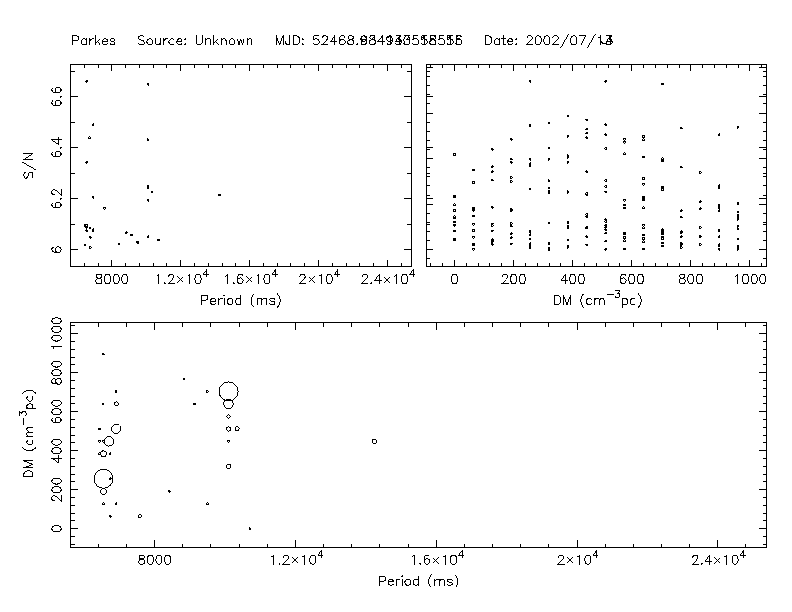 Parkes Source: Unknown MJD: Date:
S/N
6.6
6.4
6.2
6
8000 1.2×10⁴ 1.6×10⁴ 2×10⁴ 2.4×10⁴
Period (ms)
0 200 400 600 800 1000
DM (cm⁻³pc)
DM (cm⁻³pc)
1000
800
600
400
200
0
8000 1.2×10⁴ 1.6×10⁴ 2×10⁴ 2.4×10⁴
Period (ms)